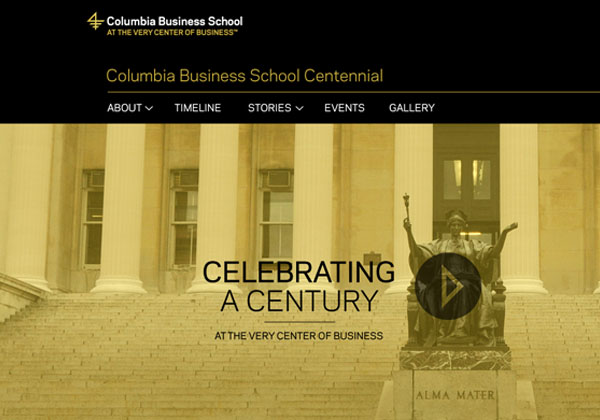 Columbia Business School
AT THE VERY CENTER OF BUSINESS™
Columbia Business School Centennial
ABOUT TIMELINE STORIES EVENTS GALLERY
CELEBRATING
A CENTURY
AT THE VERY CENTER OF BUSINESS
ALMA MATER